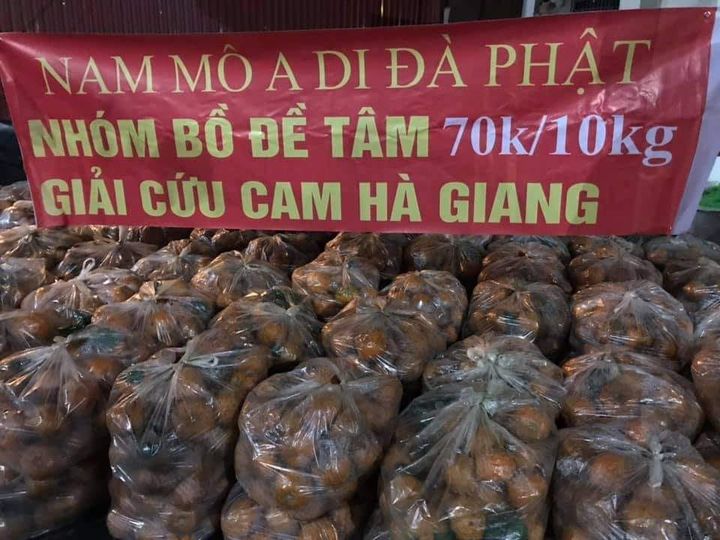 NAM MÔ A DI ĐÀ PHẬT
NHÓM BỒ ĐỀ TÂM 70k/10kg
GIẢI CỨU CAM HÀ GIANG